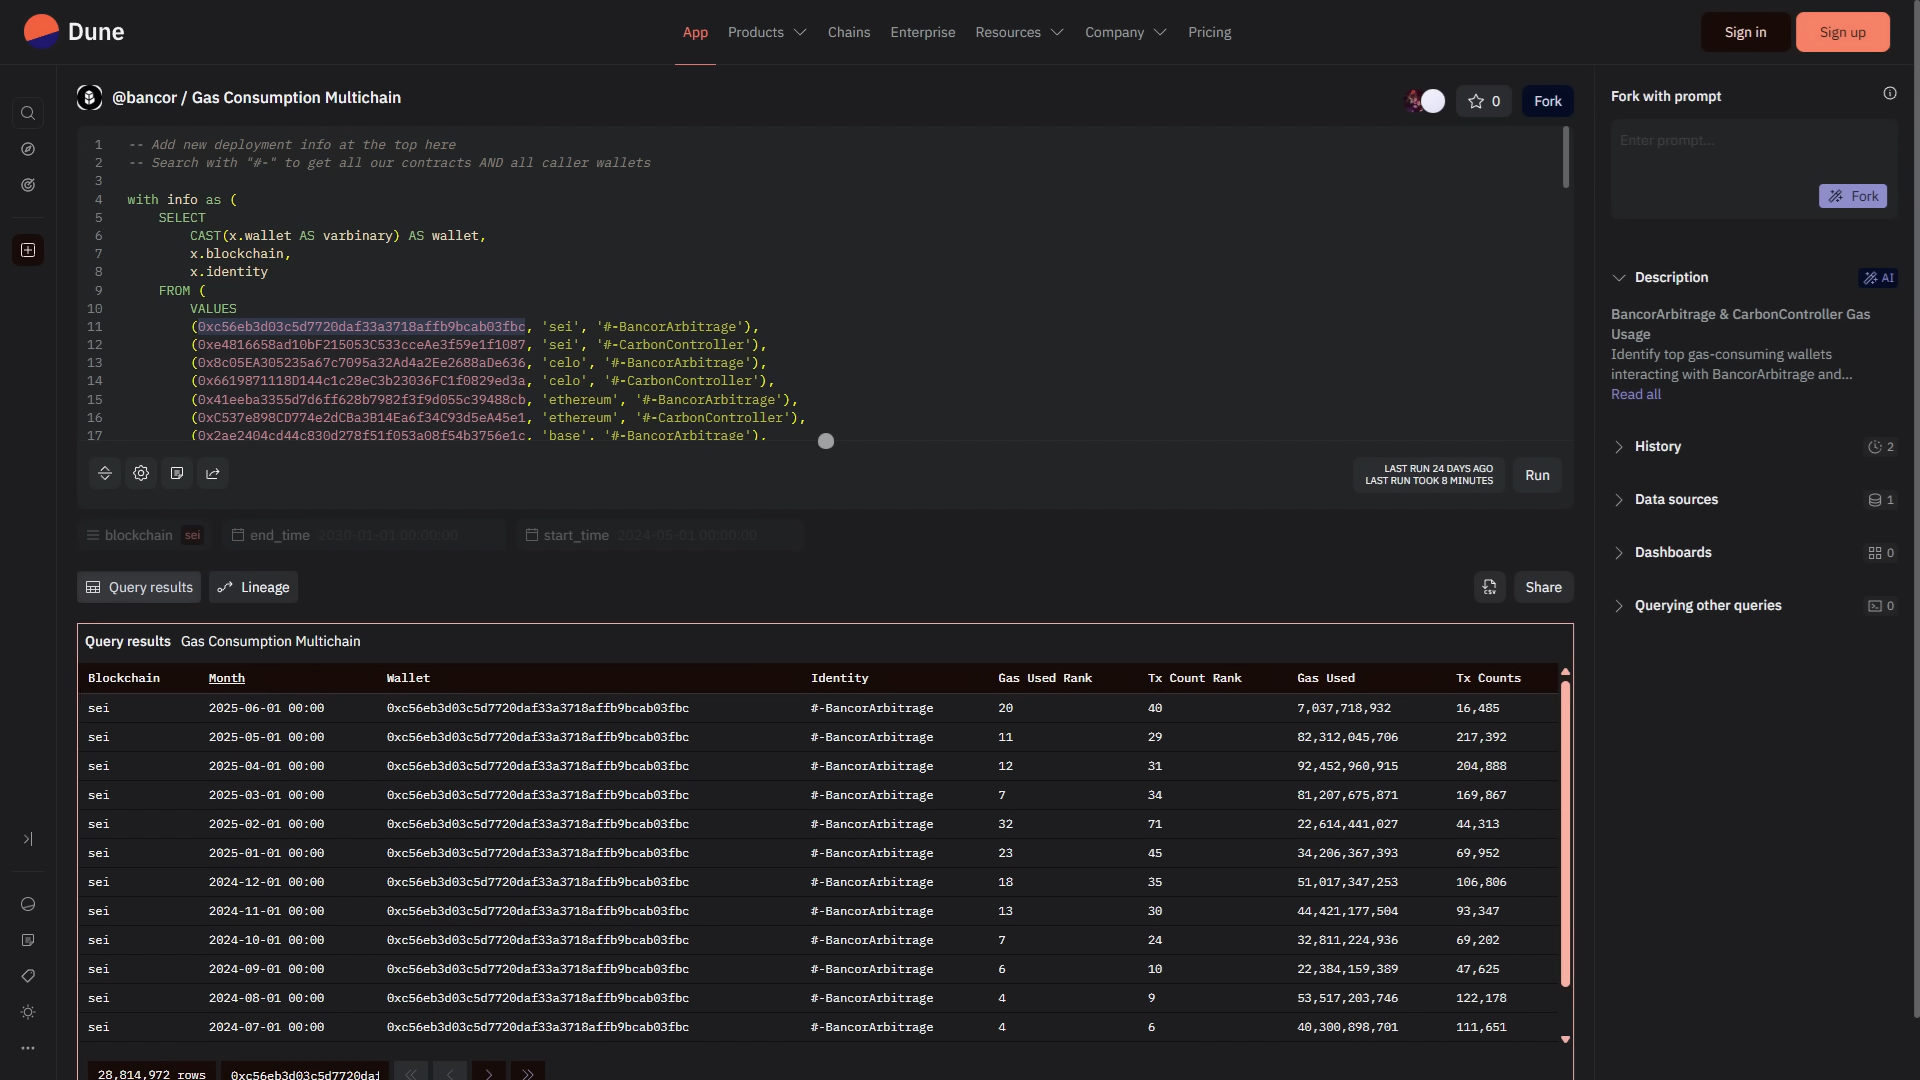 Dune
App Products Chains Enterprise Resources Company Pricing
Sign in Sign up
@bancor / Gas Consumption Multichain
0 Fork
1 -- Add new deployment info at the top here
2 -- Search with "#-" to get all our contracts AND all caller wallets
3
4 with info as (
5 SELECT
6 CAST(x.wallet AS varbinary) AS wallet,
7 x.blockchain,
8 x.identity
9 FROM (
10 VALUES
11 (0xc56eb3d03c5d7720daf33a3718affb9bcab03fbc, 'sei', '#-BancorArbitrage'),
12 (0xe4816658ad10bF215053C533cceAe3f59e1f1087, 'sei', '#-CarbonController'),
13 (0x8c05EA305235a67c7095a32Ad4a2Ee2688aDe636, 'celo', '#-BancorArbitrage'),
14 (0x6619871118D144c1c28eC3b23036FC1f0829ed3a, 'celo', '#-CarbonController'),
15 (0x41eeba3355d7d6ff628b7982f3f9d055c39488cb, 'ethereum', '#-BancorArbitrage'),
16 (0xC537e898CD774e2dCBa3B14Ea6f34C93d5eA45e1, 'ethereum', '#-CarbonController'),
17 (0x2ae2404cd44c830d278f51f053a08f54b3756e1c, 'base', '#-BancorArbitrage'),
LAST RUN 24 DAYS AGO
LAST RUN TOOK 8 MINUTES
Run
blockchain sei end_time 2030-01-01 00:00:00 start_time 2024-05-01 00:00:00
Query results Lineage
CSV Share
Query results Gas Consumption Multichain
Blockchain Month Wallet Identity Gas Used Rank Tx Count Rank Gas Used Tx Counts
sei 2025-06-01 00:00 0xc56eb3d03c5d7720daf33a3718affb9bcab03fbc #-BancorArbitrage 20 40 7,037,718,932 16,485
sei 2025-05-01 00:00 0xc56eb3d03c5d7720daf33a3718affb9bcab03fbc #-BancorArbitrage 11 29 82,312,045,706 217,392
sei 2025-04-01 00:00 0xc56eb3d03c5d7720daf33a3718affb9bcab03fbc #-BancorArbitrage 12 31 92,452,960,915 204,888
sei 2025-03-01 00:00 0xc56eb3d03c5d7720daf33a3718affb9bcab03fbc #-BancorArbitrage 7 34 81,207,675,871 169,867
sei 2025-02-01 00:00 0xc56eb3d03c5d7720daf33a3718affb9bcab03fbc #-BancorArbitrage 32 71 22,614,441,027 44,313
sei 2025-01-01 00:00 0xc56eb3d03c5d7720daf33a3718affb9bcab03fbc #-BancorArbitrage 23 45 34,206,367,393 69,952
sei 2024-12-01 00:00 0xc56eb3d03c5d7720daf33a3718affb9bcab03fbc #-BancorArbitrage 18 35 51,017,347,253 106,806
sei 2024-11-01 00:00 0xc56eb3d03c5d7720daf33a3718affb9bcab03fbc #-BancorArbitrage 13 30 44,421,177,504 93,347
sei 2024-10-01 00:00 0xc56eb3d03c5d7720daf33a3718affb9bcab03fbc #-BancorArbitrage 7 24 32,811,224,936 69,202
sei 2024-09-01 00:00 0xc56eb3d03c5d7720daf33a3718affb9bcab03fbc #-BancorArbitrage 6 10 22,384,159,389 47,625
sei 2024-08-01 00:00 0xc56eb3d03c5d7720daf33a3718affb9bcab03fbc #-BancorArbitrage 4 9 53,517,203,746 122,178
sei 2024-07-01 00:00 0xc56eb3d03c5d7720daf33a3718affb9bcab03fbc #-BancorArbitrage 4 6 40,300,898,701 111,651
28,814,972 rows 0xc56eb3d03c5d7720daf
Fork with prompt
Enter prompt...
Fork
Description AI
BancorArbitrage & CarbonController Gas
Usage
Identify top gas-consuming wallets
interacting with BancorArbitrage and...
Read all
History 2
Data sources 1
Dashboards 0
Querying other queries 0